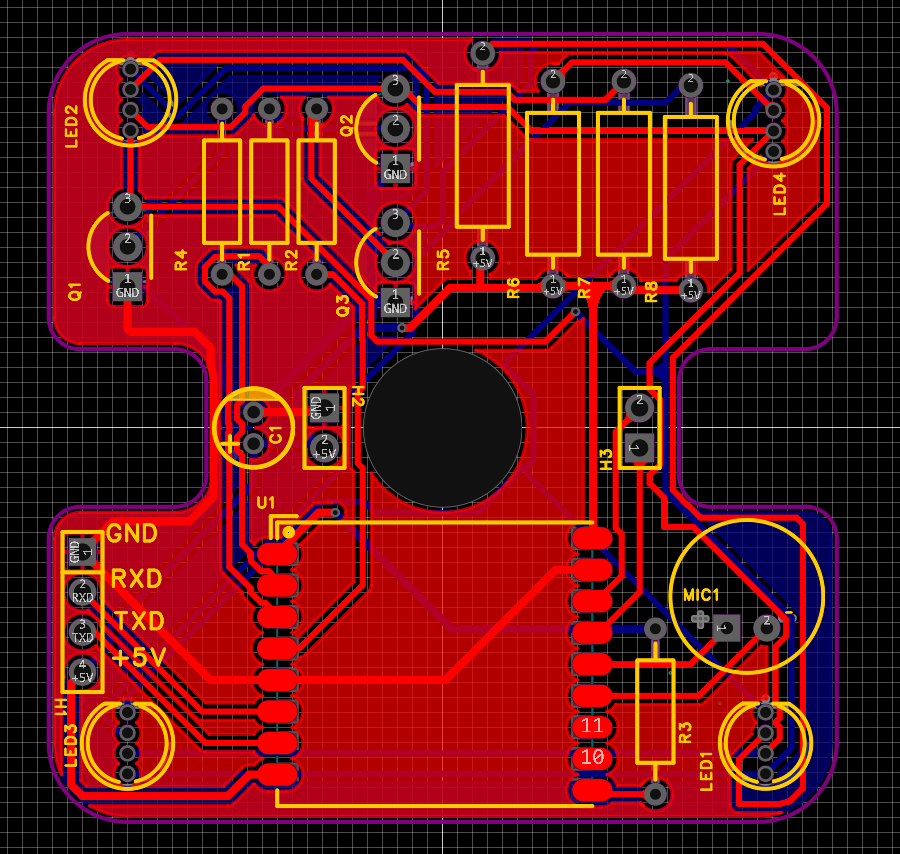 2
3
2
2
2
LED2
Q2
2
1
GND
LED4
3
3
2
R4
R1
R2
2
R5
1
+5V
Q1
1
GND
1
GND
Q3
R6
1
+5V
R7
1
+5V
R8
1
+5V
GND
1
H2
2
+
C1
2
+5V
1
H3
U1
GND
GND
1
RXD
2
RXD
MIC1
TXD
3
TXD
1
2
-
+5V
4
+5V
H1
LED3
11
10
R3
LED1